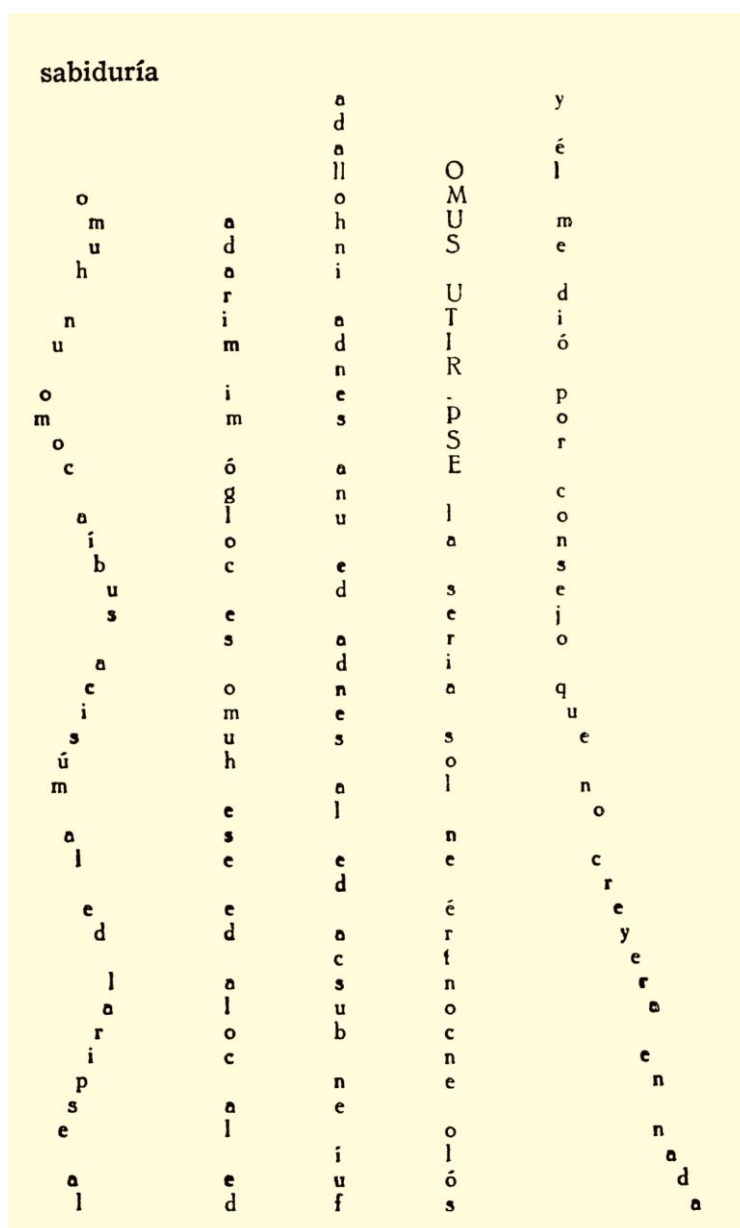 sabiduría
la espiral de la música subía como un humo
de la cola de ese humo se colgó mi mirada
fuí en busca de la senda de una senda inhollada
sólo encontré en los aires al ESP.RITU SUMO
y él me dió por consejo que no creyera en nada